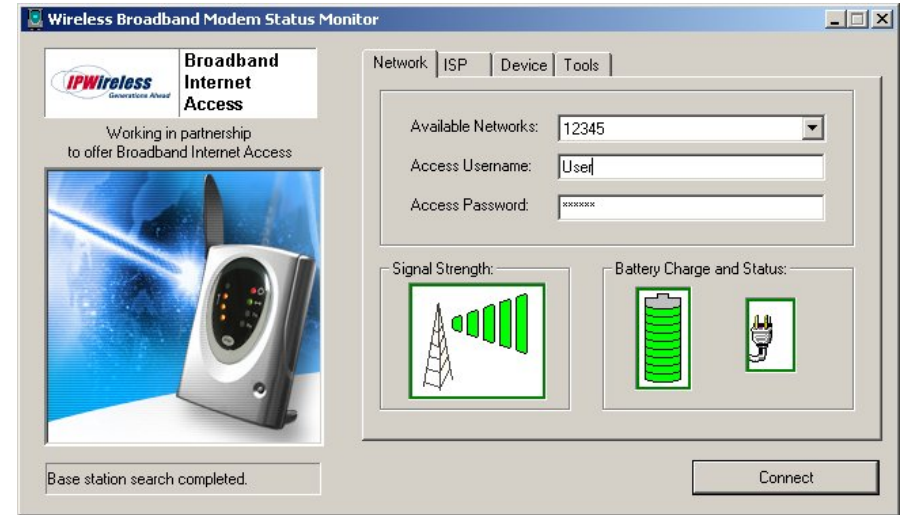 Wireless Broadband Modem Status Monitor
IPWireless
Generations Ahead
Broadband
Internet
Access
Working in partnership
to offer Broadband Internet Access
Network ISP Device Tools
Available Networks: 12345
Access Username: User
Access Password: ******
Signal Strength: Battery Charge and Status:
Base station search completed. Connect